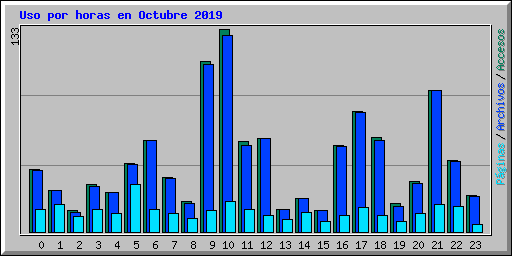 Uso por horas en Octubre 2019
133
Páginas/Archivos/Accesos
0 1 2 3 4 5 6 7 8 9 10 11 12 13 14 15 16 17 18 19 20 21 22 23